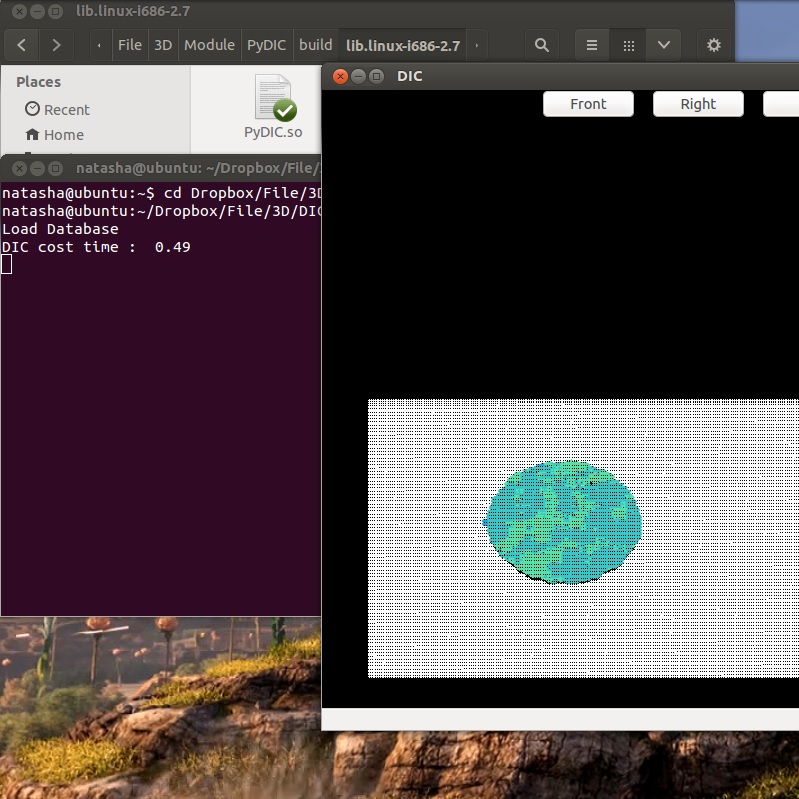 lib.linux-i686-2.7
File 3D Module PyDIC build lib.linux-i686-2.7
Places
Recent
Home
PyDIC.so
DIC
Front Right
natasha@ubuntu: ~/Dropbox/File/
natasha@ubuntu:~$ cd Dropbox/File/3D
natasha@ubuntu:~/Dropbox/File/3D/DIC
Load Database
DIC cost time : 0.49